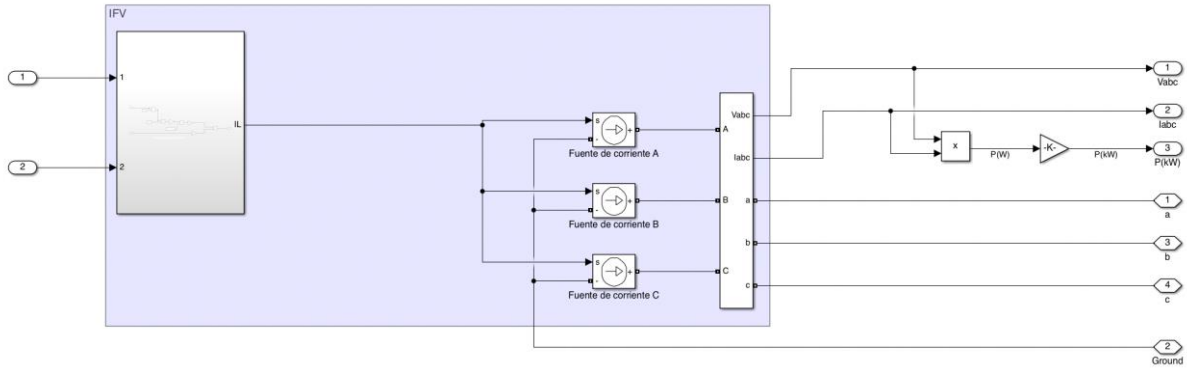 IFV
1
1
IL
2
2
s
-
+
Fuente de corriente A
s
-
+
Fuente de corriente B
s
-
+
Fuente de corriente C
Vabc
A
Iabc
B
a
b
C
c
x
P(W)
-K-
P(kW)
1
Vabc
2
Iabc
3
P(kW)
1
a
3
b
4
c
2
Ground